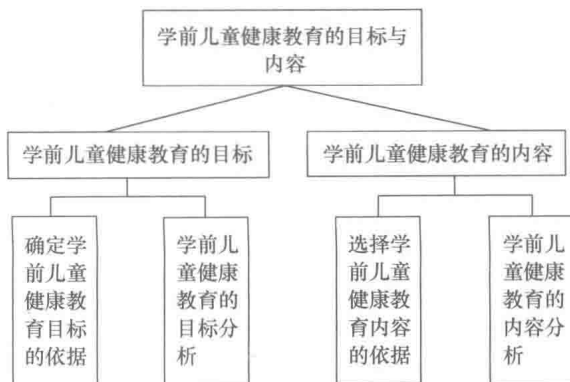 学前儿童健康教育的目标与
内容
学前儿童健康教育的目标
学前儿童健康教育的内容
确定学
前儿童
健康教
育目标
的依据
学前儿
童健康
教育的
目标分
析
选择学
前儿童
健康教
育内容
的依据
学前儿
童健康
教育的
内容分
析